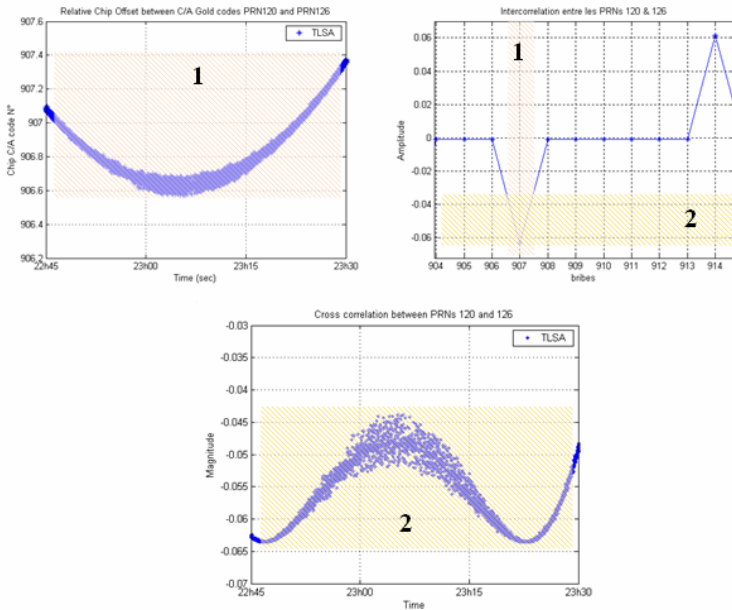 Relative Chip Offset between C/A Gold codes PRN120 and PRN126
907.6
907.4
907.2
907
906.8
906.6
906.4
906.2
Chip C/A code N°
TLSA
1
22h45
23h00
23h15
23h30
Time (sec)
Intercorrelation entre les PRNs 120 & 126
0.06
0.04
0.02
0
-0.02
-0.04
-0.06
Amplitude
1
2
904 905 906 907 908 909 910 911 912 913 914
bribes
Cross correlation between PRNs 120 and 126
-0.03
-0.035
-0.04
-0.045
-0.05
-0.055
-0.06
-0.065
-0.07
Magnitude
TLSA
2
22h45
23h00
23h15
23h30
Time